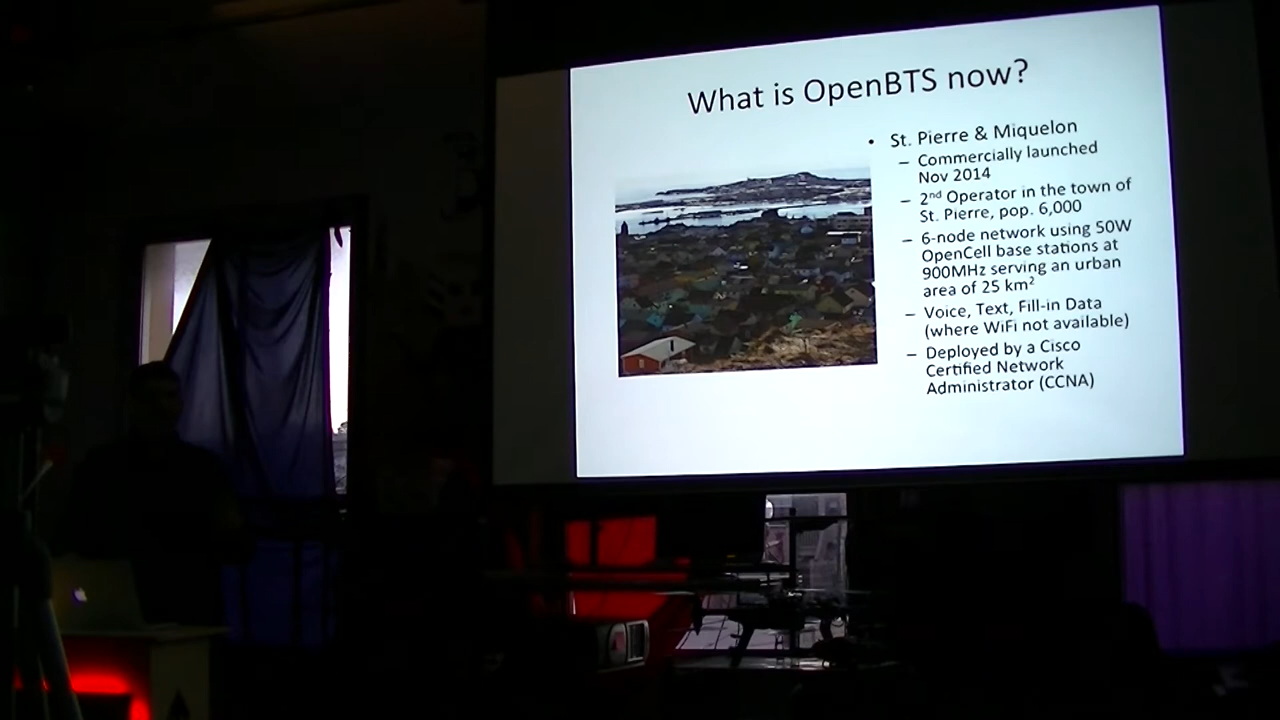 What is OpenBTS now?
• St. Pierre & Miquelon
– Commercially launched
Nov 2014
– 2nd Operator in the town of
St. Pierre, pop. 6,000
– 6-node network using 50W
OpenCell base stations at
900MHz serving an urban
area of 25 km²
– Voice, Text, Fill-in Data
(where WiFi not available)
– Deployed by a Cisco
Certified Network
Administrator (CCNA)